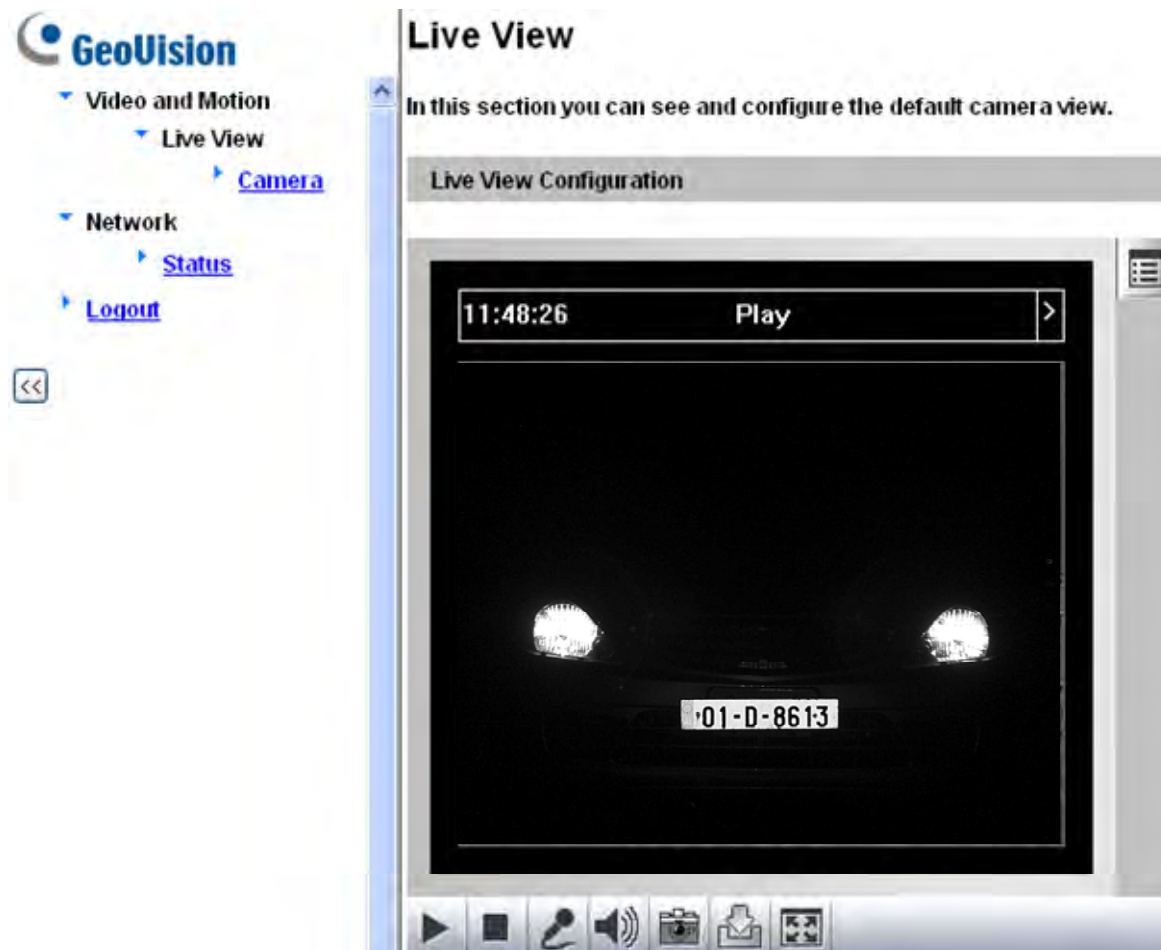 GeoVision
Video and Motion
Live View
Camera
Network
Status
Logout
<<
Live View
In this section you can see and configure the default camera view.
Live View Configuration
11:48:26 Play >
01-D-8613